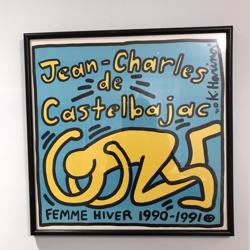 Jean-Charles
de
Castelbajac
K. Haring
FEMME HIVER 1990-1991